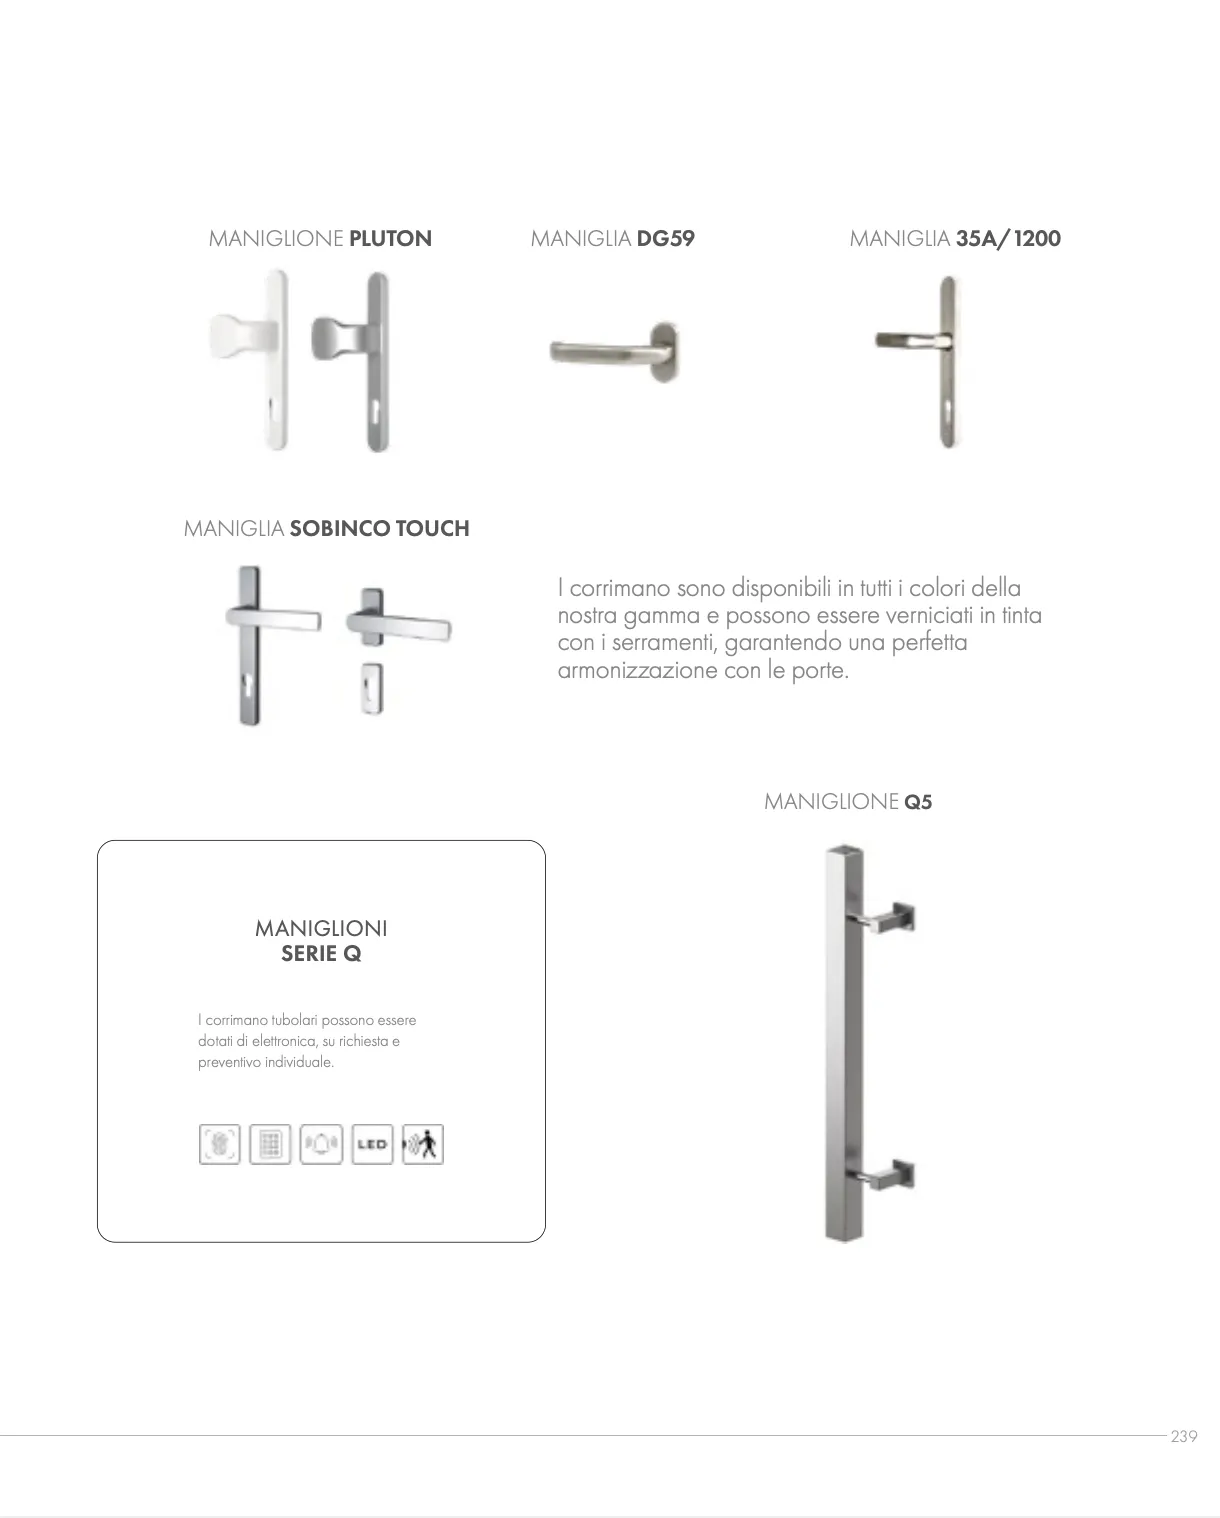 MANIGLIONE PLUTON
MANIGLIA DG59
MANIGLIA 35A/1200
MANIGLIA SOBINCO TOUCH
I corrimano sono disponibili in tutti i colori della
nostra gamma e possono essere verniciati in tinta
con i serramenti, garantendo una perfetta
armonizzazione con le porte.
MANIGLIONE Q5
MANIGLIONI
SERIE Q
I corrimano tubolari possono essere
dotati di elettronica, su richiesta e
preventivo individuale.
LED
239